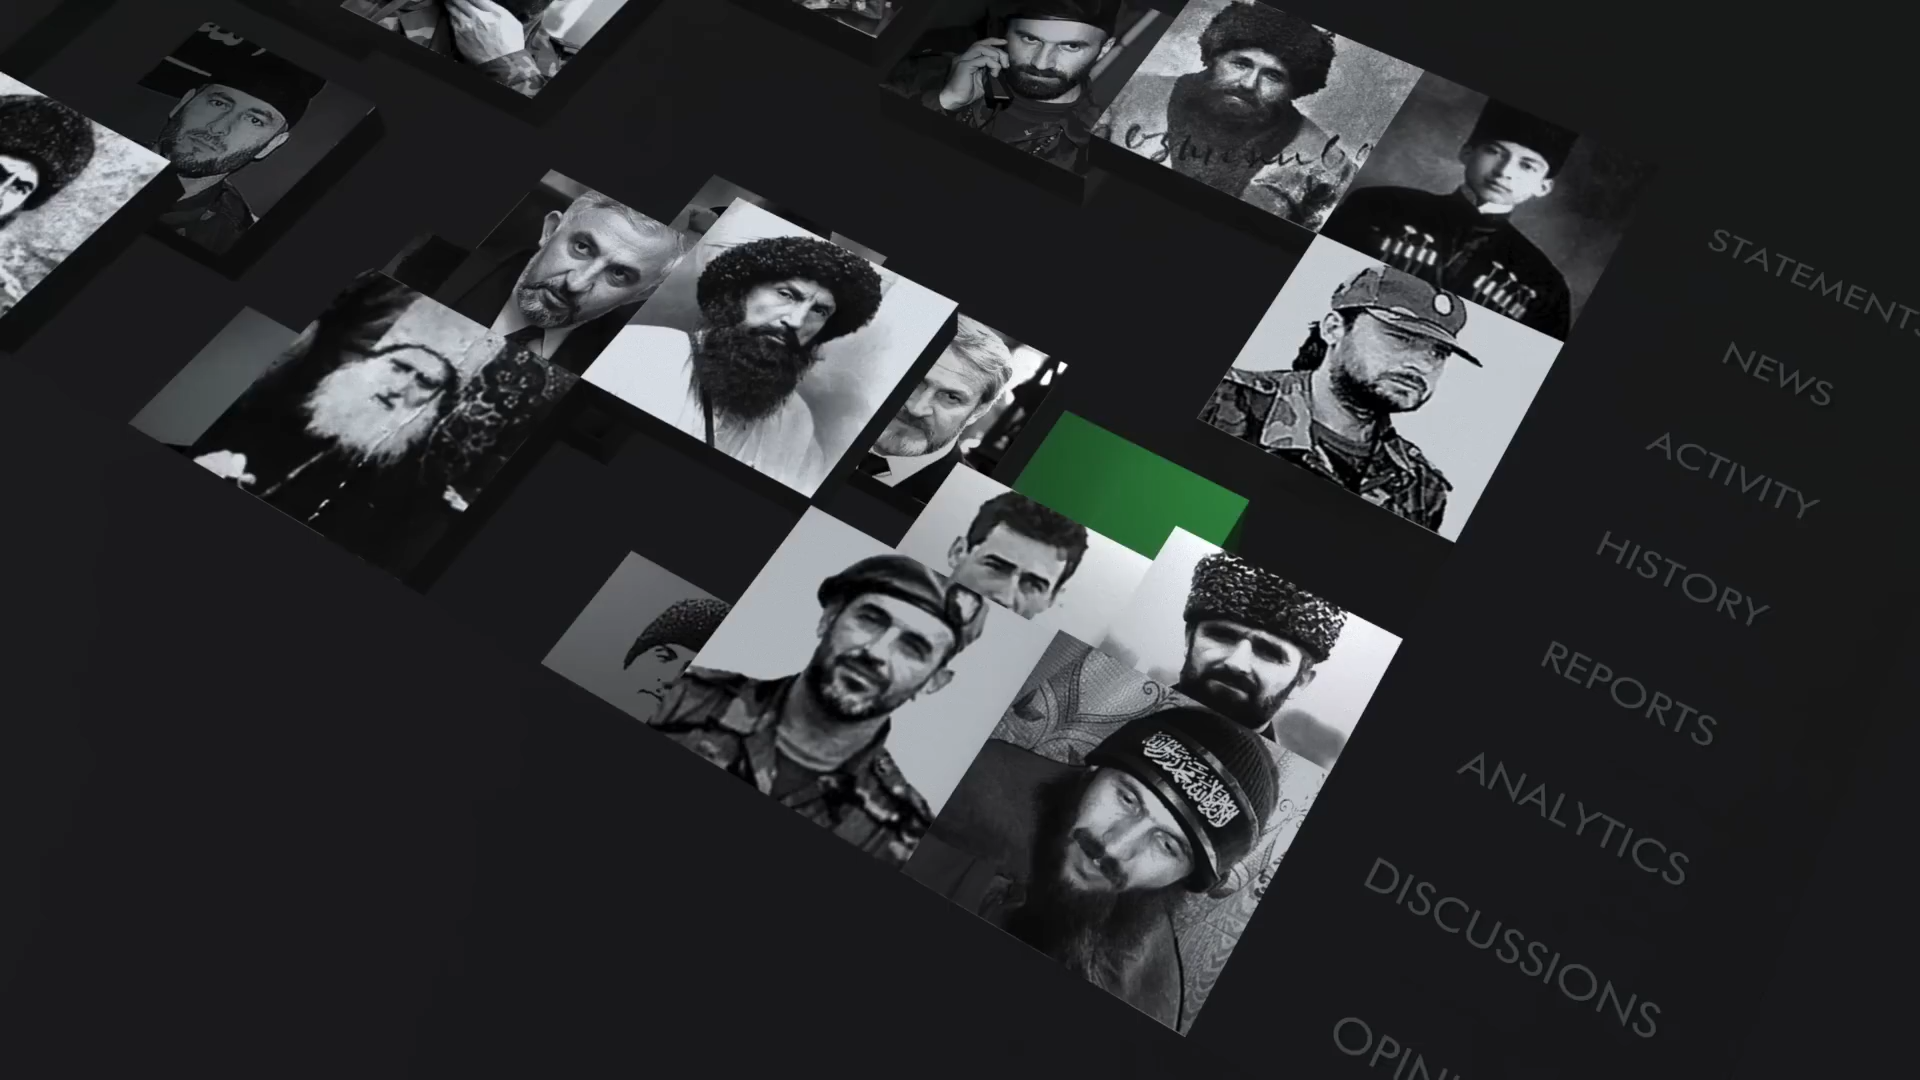 STATEMENTS
NEWS
ACTIVITY
HISTORY
REPORTS
ANALYTICS
DISCUSSIONS